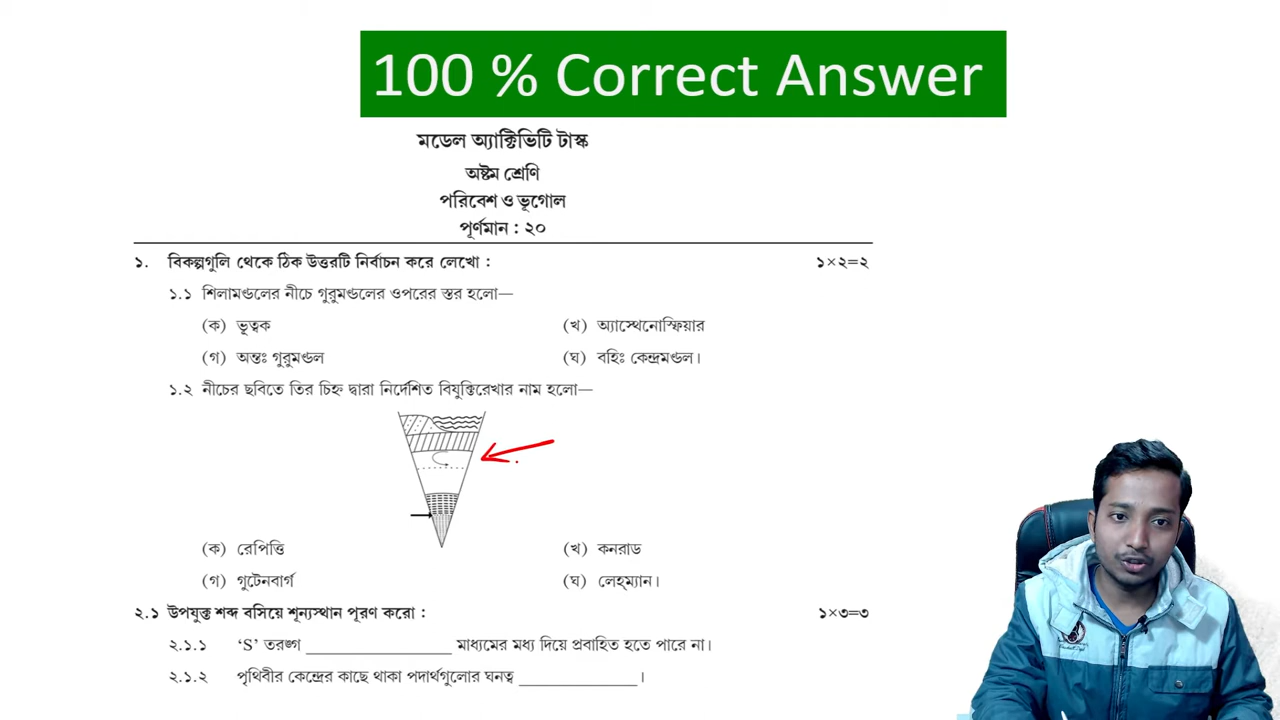 100 % Correct Answer
মডেল অ্যাক্টিভিটি টাস্ক
অষ্টম শ্রেণি
পরিবেশ ও ভূগোল
পূর্ণমান : ২০
১. বিকল্পগুলি থেকে ঠিক উত্তরটি নির্বাচন করে লেখো : ১×২=২
১.১ শিলামণ্ডলের নীচে গুরুমণ্ডলের ওপরের স্তর হলো—
(ক) ভূত্বক (খ) অ্যাস্থেনোস্ফিয়ার
(গ) অন্তঃ গুরুমণ্ডল (ঘ) বহিঃ কেন্দ্রমণ্ডল।
১.২ নীচের ছবিতে তির চিহ্ন দ্বারা নির্দেশিত বিযুক্তিরেখার নাম হলো—
(ক) রেপিত্তি (খ) কনরাড
(গ) গুটেনবার্গ (ঘ) লেহম্যান।
২.১ উপযুক্ত শব্দ বসিয়ে শূন্যস্থান পূরণ করো : ১×৩=৩
২.১.১ ‘S’ তরঙ্গ ______________ মাধ্যমের মধ্য দিয়ে প্রবাহিত হতে পারে না।
২.১.২ পৃথিবীর কেন্দ্রের কাছে থাকা পদার্থগুলোর ঘনত্ব ____________ ।